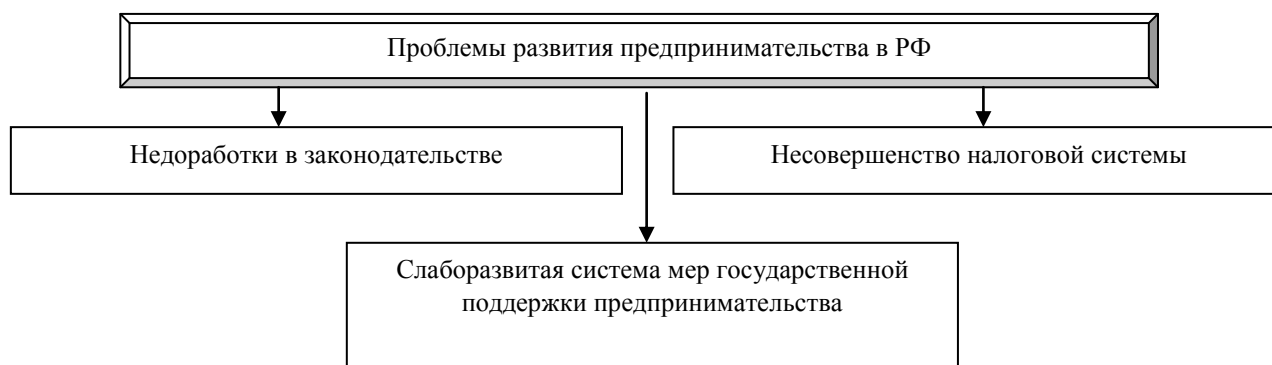 Проблемы развития предпринимательства в РФ
Недоработки в законодательстве
Несовершенство налоговой системы
Слаборазвитая система мер государственной
поддержки предпринимательства